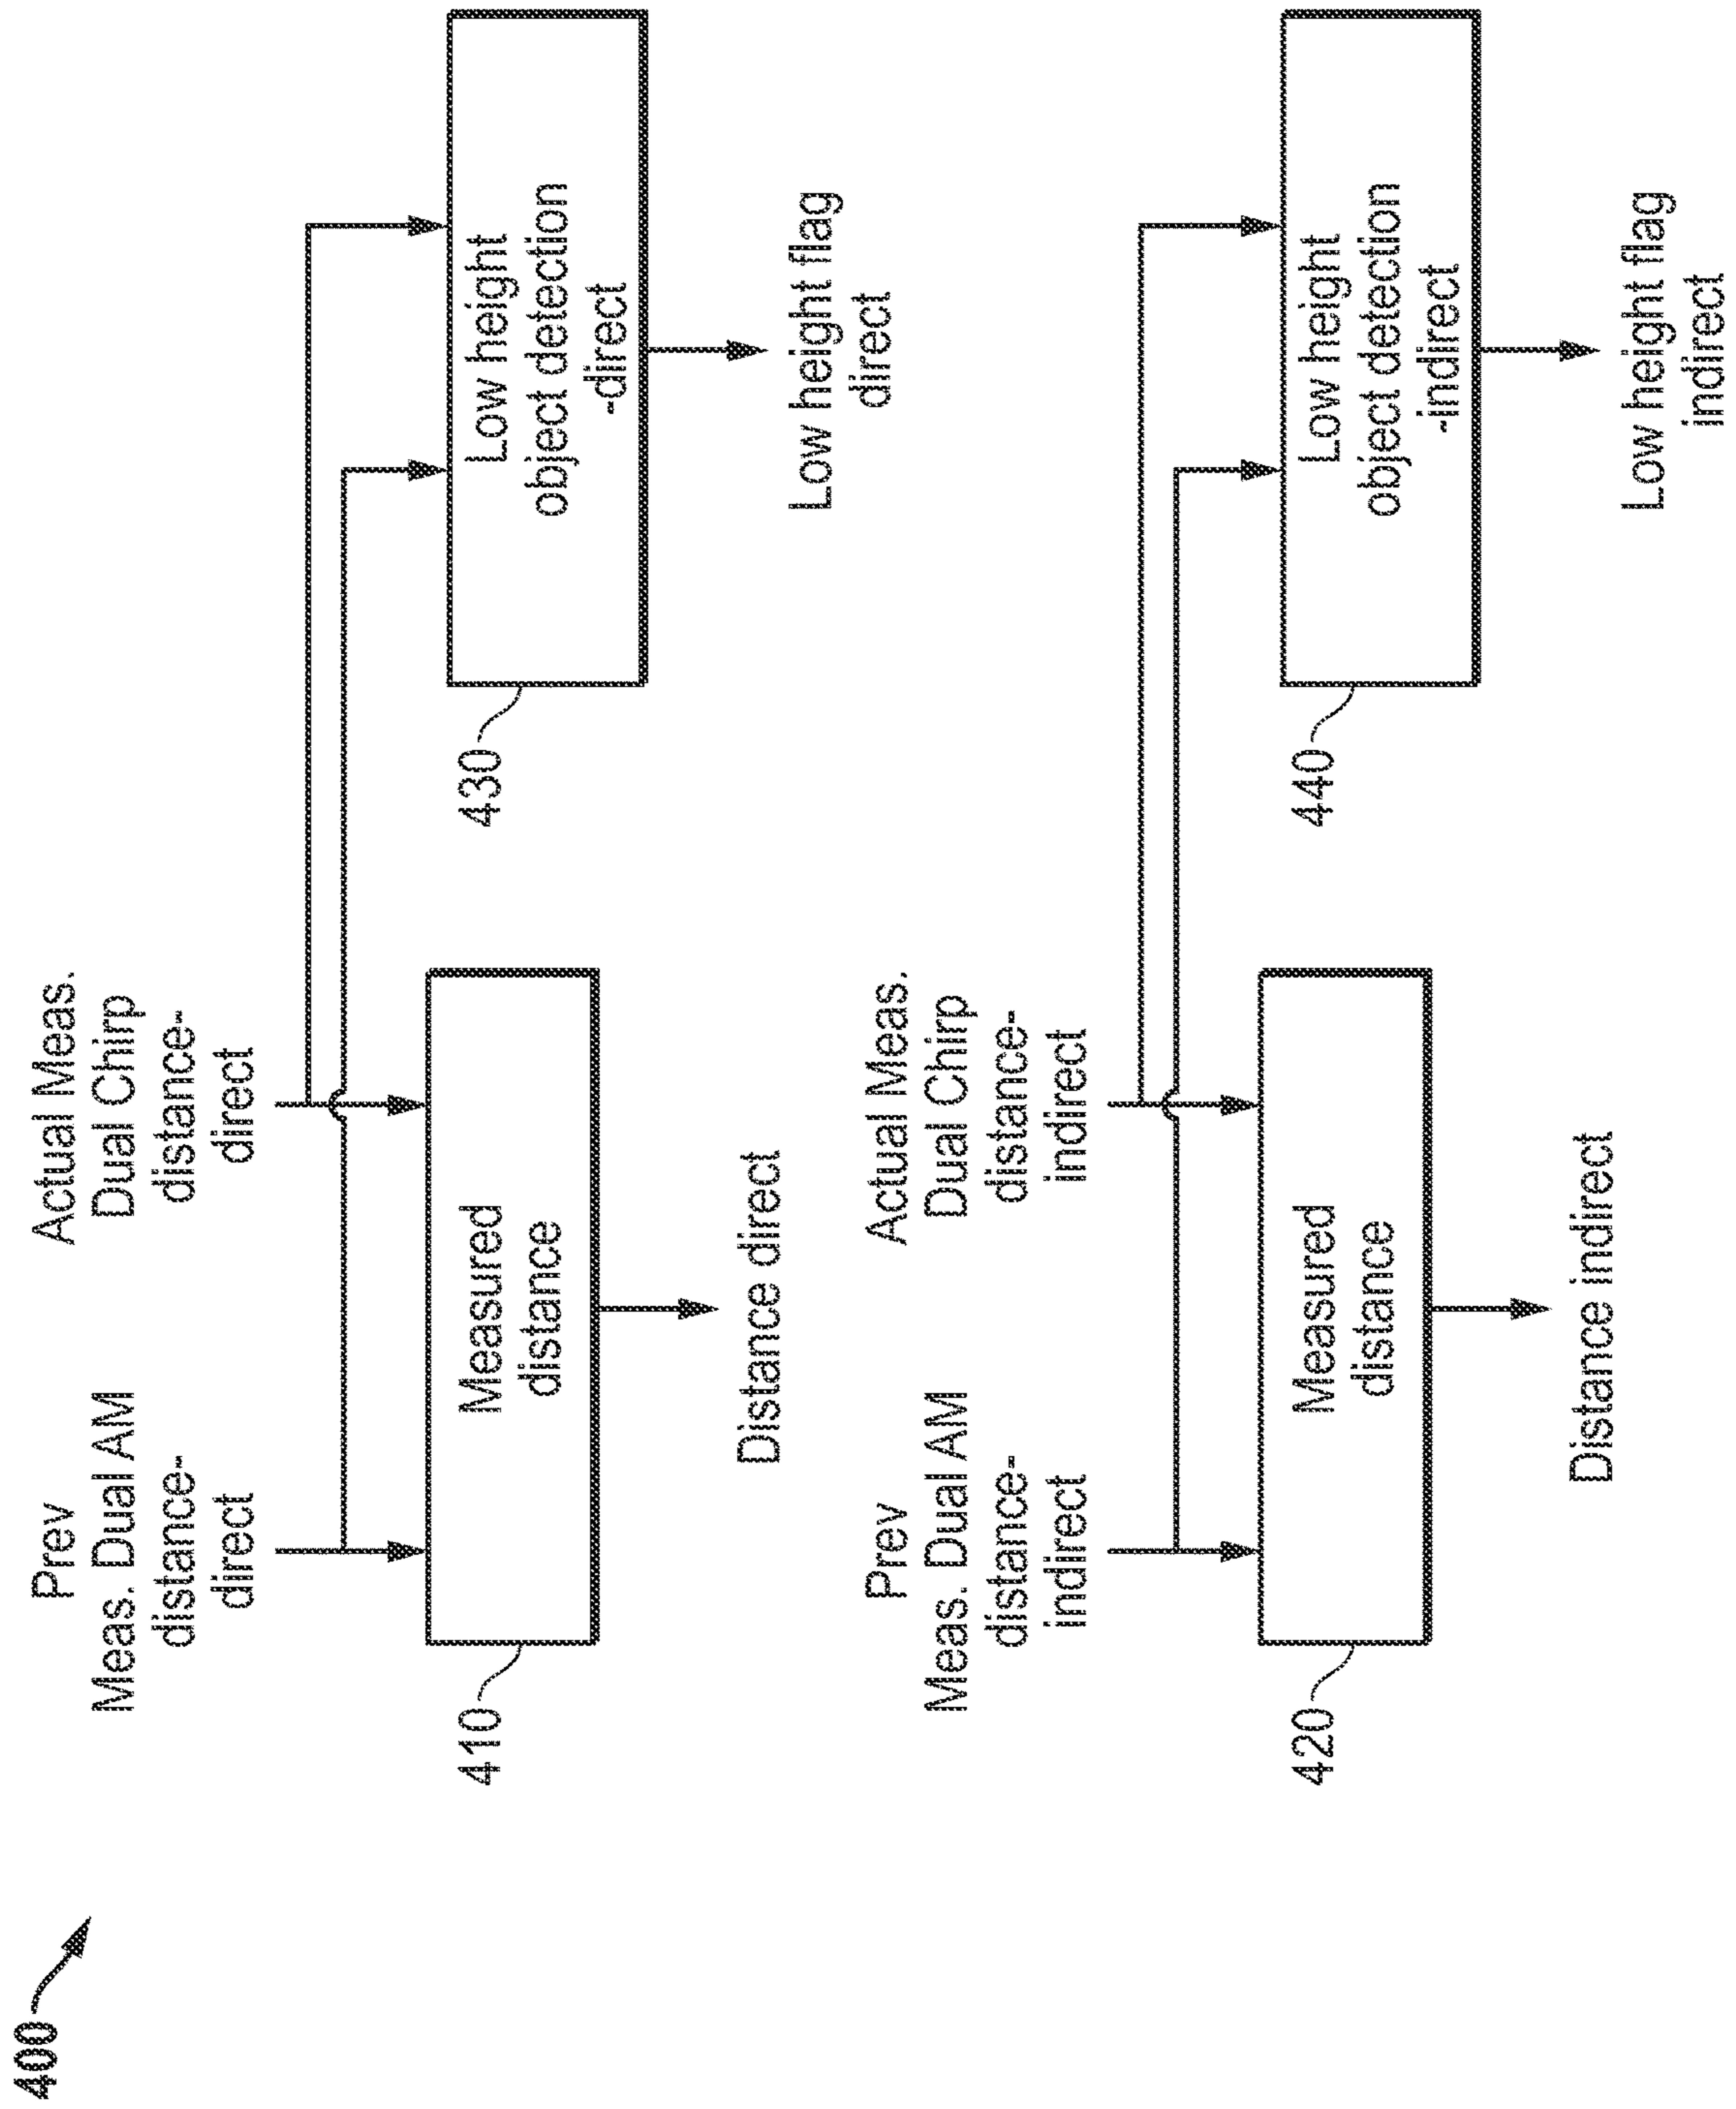 400
Prev
Meas. Dual AM
distance-
direct
Actual Meas.
Dual Chirp
distance-
direct
410
Measured
distance
Distance direct
430
Low height
object detection
-direct
Low height flag
direct
Prev
Meas. Dual AM
distance-
indirect
Actual Meas.
Dual Chirp
distance-
indirect
420
Measured
distance
Distance indirect
440
Low height
object detection
-indirect
Low height flag
indirect